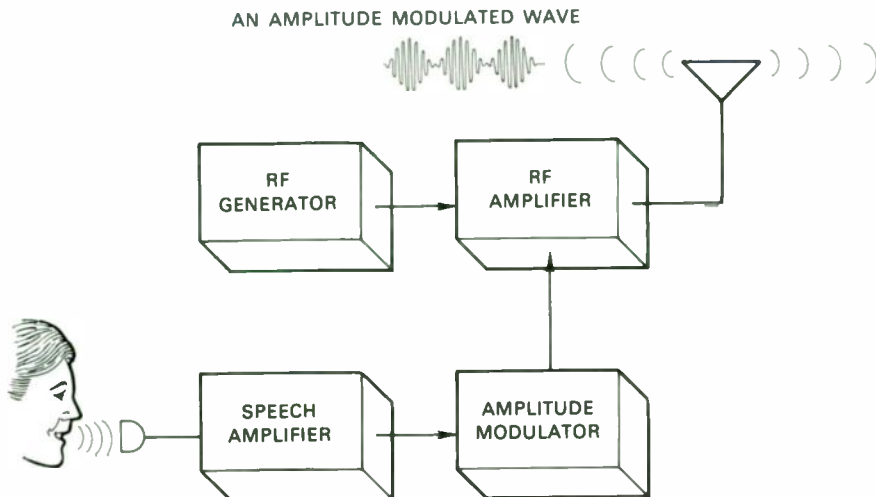 AN AMPLITUDE MODULATED WAVE
RF
GENERATOR
RF
AMPLIFIER
SPEECH
AMPLIFIER
AMPLITUDE
MODULATOR